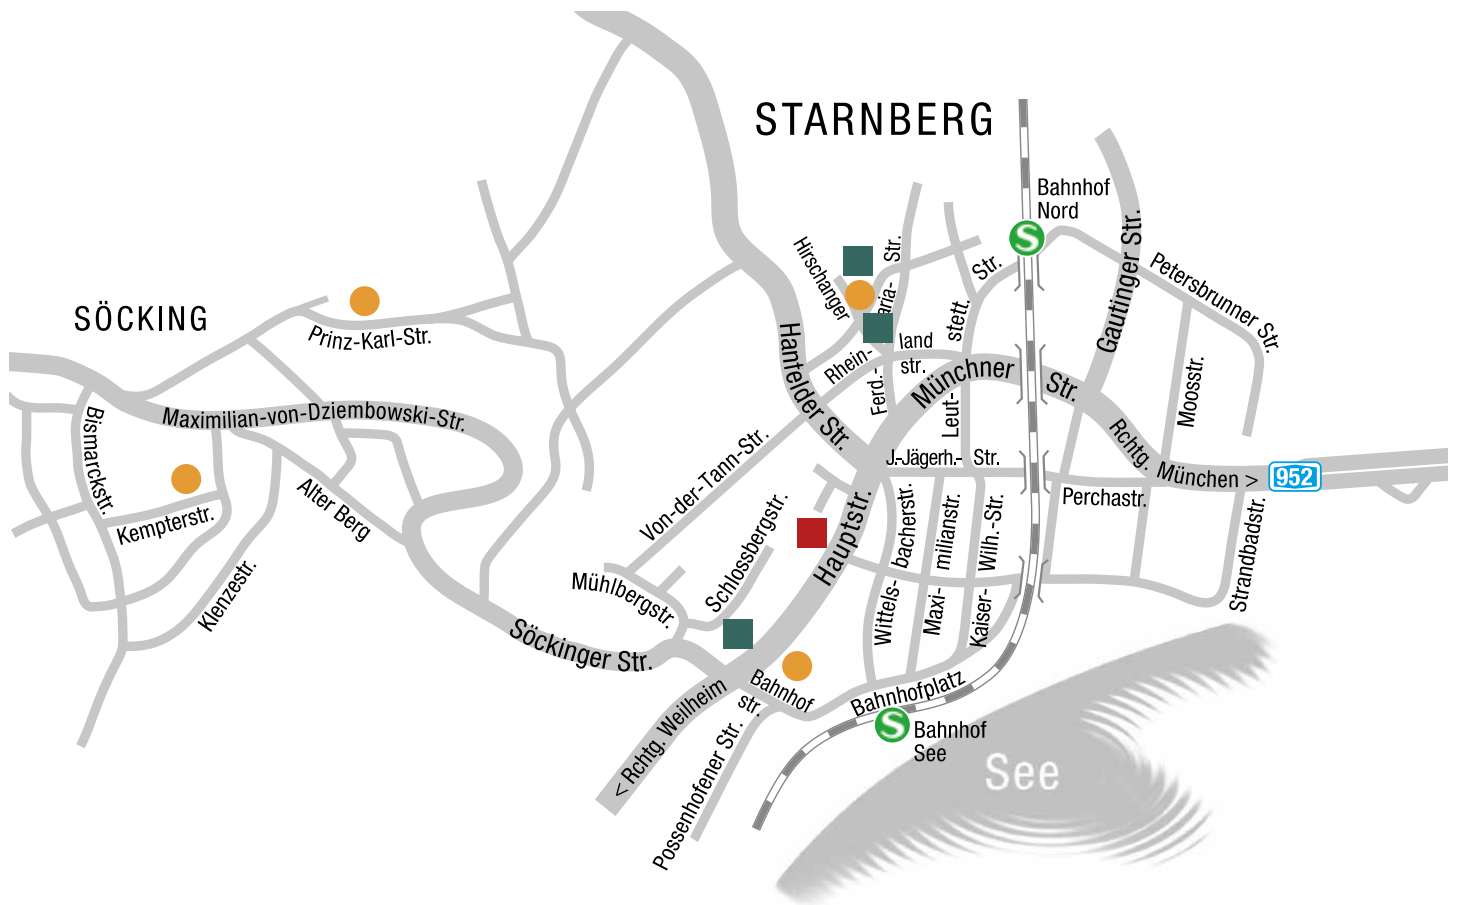 STARNBERG
Bahnhof
Nord
S
Gautinger Str.
Petersbrunner Str.
Hirschanger
Str.
aria-
Ferd.-
Str.
stett.
Leut-
SÖCKING
Prinz-Karl-Str.
Hanfelder Str.
Rhein-
land
str.
Münchner
Str.
Moosstr.
Maximilian-von-Dziembowski-Str.
Bismarckstr.
Rchtg.
München >
952
J.-Jägerh.-
Str.
Von-der-Tann-Str.
Kempterstr.
Alter Berg
Perchastr.
Hauptstr.
Schlossbergstr.
Wittels-
bacherstr.
Maxi-
milianstr.
Kaiser-
Wilh.-Str.
Strandbadstr.
Klenzestr.
Mühlbergstr.
Söckinger Str.
Bahnhof
str.
Bahnhofplatz
< Rchtg. Weilheim
Possenhofener Str.
S
Bahnhof
See
See